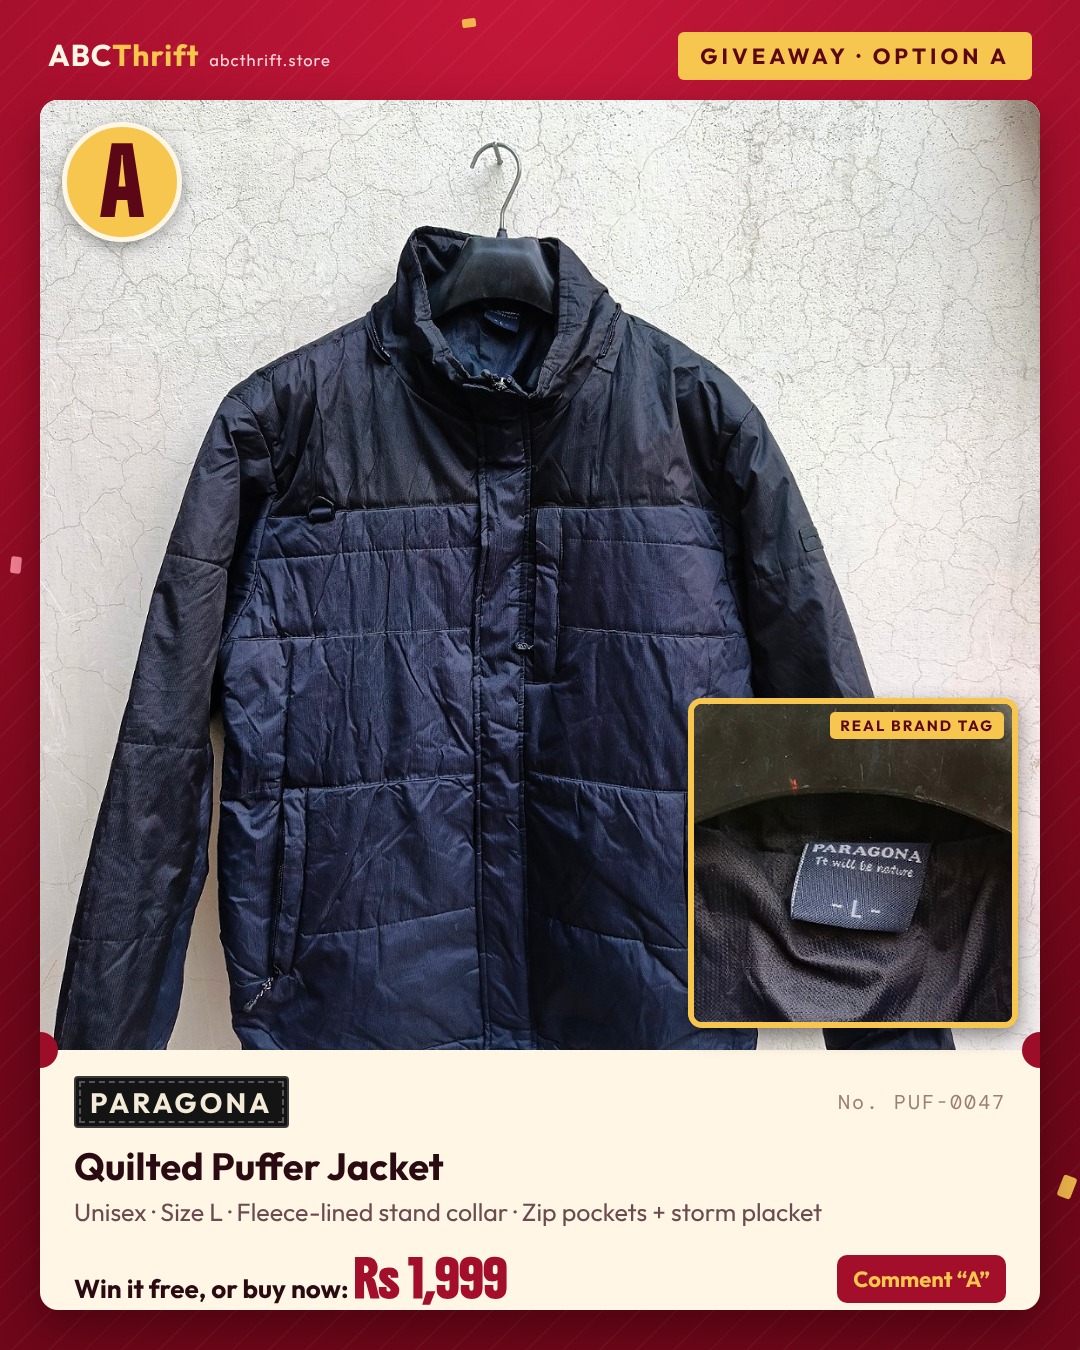 ABCThrift abcthrift.store
GIVEAWAY · OPTION A
A
REAL BRAND TAG
PARAGONA
It will be nature
- L -
PARAGONA
No. PUF-0047
Quilted Puffer Jacket
Unisex · Size L · Fleece-lined stand collar · Zip pockets + storm placket
Win it free, or buy now: Rs 1,999
Comment “A”